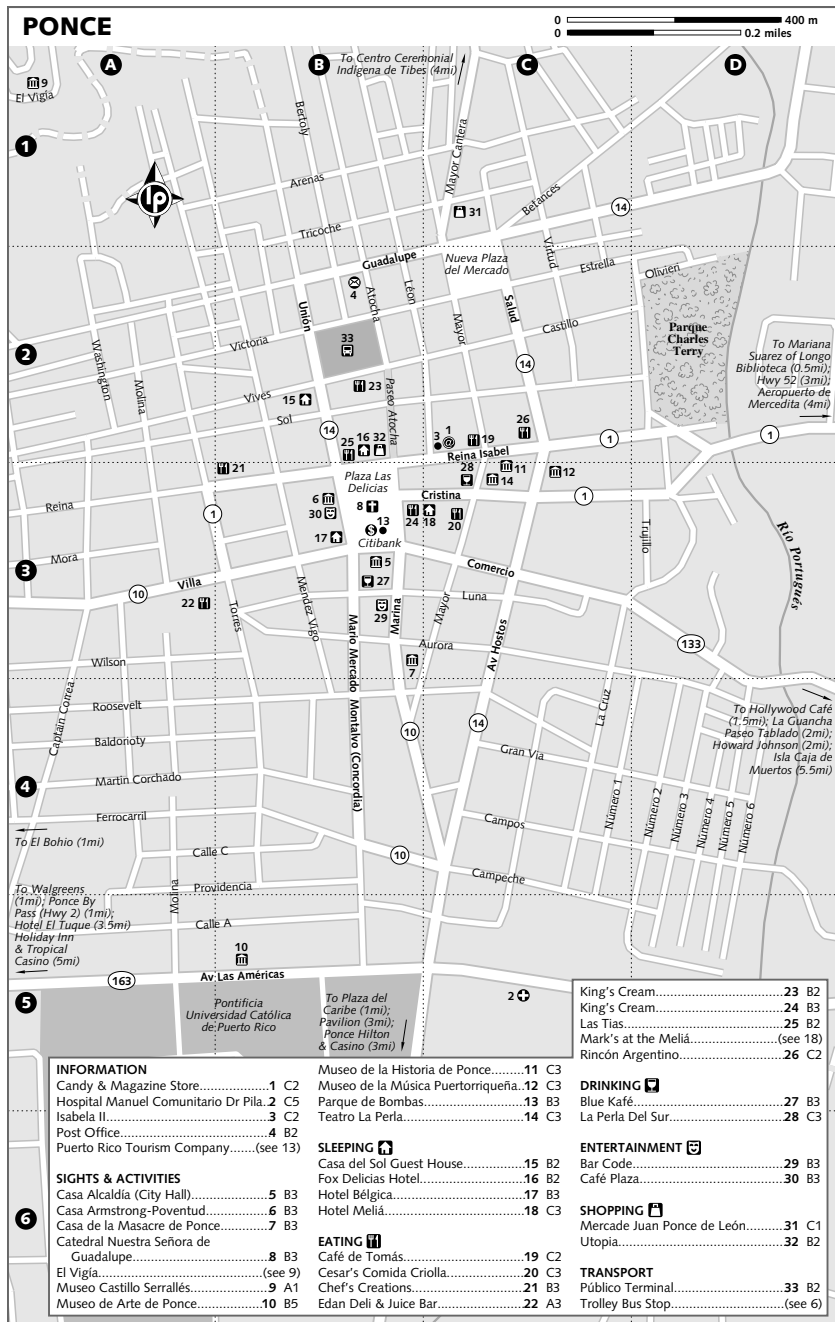 PONCE
0 400 m
0 0.2 miles
A
B
C
D
1
2
3
4
5
6
9
El Vigía
To Centro Ceremonial
Indígena de Tibes (4mi)
Bertoly
Mayor Cantera
Arenas
31
Betances
14
Tricoche
Guadalupe
Nueva Plaza
del Mercado
Virtud
Estrella
Olivieri
4
Atocha
Léon
Unión
Mayor
Salud
Castillo
Victoria
33
Washington
Molina
14
Parque
Charles
Terry
To Mariana
Suarez of Longo
Biblioteca (0.5mi);
Hwy 52 (3mi);
Aeropuerto de
Mercedita (4mi)
Vives
15
23
Paseo Atocha
Sol
14
25
16
32
3
1
19
26
1
1
Reina Isabel
21
28
11
14
12
Plaza Las
Delicias
Cristina
1
Reina
1
6
30
8
13
24
18
20
17
Citibank
Trujillo
Río Portugués
Mora
5
Comercio
Villa
10
27
22
Torres
Mendez Vigo
29
Marina
Mayor
Luna
Aurora
Av Hostos
133
Wilson
7
Mario Mercado Montalvo (Concordia)
Captain Correa
Roosevelt
10
14
La Cruz
To Hollywood Café
(1.5mi); La Guancha
Paseo Tablado (2mi);
Howard Johnson (2mi);
Isla Caja de
Muertos (5.5mi)
Baldorioty
Gran Via
Martin Corchado
Número 1
Número 2
Número 3
Número 4
Número 5
Número 6
Ferrocarril
Campos
To El Bohio (1mi)
Calle C
10
Campeche
To Walgreens
(1mi); Ponce By
Pass (Hwy 2) (1mi);
Hotel El Tuque (3.5mi)
Holiday Inn
& Tropical
Casino (5mi)
Molina
Providencia
Calle A
10
163
Av Las Américas
Pontificia
Universidad Católica
de Puerto Rico
To Plaza del
Caribe (1mi);
Pavilion (3mi);
Ponce Hilton
& Casino (3mi)
2
INFORMATION
Candy & Magazine Store 1 C2
Hospital Manuel Comunitario Dr Pila 2 C5
Isabela II 3 C2
Post Office 4 B2
Puerto Rico Tourism Company (see 13)
SIGHTS & ACTIVITIES
Casa Alcaldía (City Hall) 5 B3
Casa Armstrong-Poventud 6 B3
Casa de la Masacre de Ponce 7 B3
Catedral Nuestra Señora de
Guadalupe 8 B3
El Vigía (see 9)
Museo Castillo Serrallés 9 A1
Museo de Arte de Ponce 10 B5
Museo de la Historia de Ponce 11 C3
Museo de la Música Puertorriqueña 12 C3
Parque de Bombas 13 B3
Teatro La Perla 14 C3
SLEEPING
Casa del Sol Guest House 15 B2
Fox Delicias Hotel 16 B2
Hotel Bélgica 17 B3
Hotel Meliá 18 C3
EATING
Café de Tomás 19 C2
Cesar's Comida Criolla 20 C3
Chef's Creations 21 B3
Edan Deli & Juice Bar 22 A3
King's Cream 23 B2
King's Cream 24 B3
Las Tias 25 B2
Mark's at the Meliá (see 18)
Rincón Argentino 26 C2
DRINKING
Blue Kafé 27 B3
La Perla Del Sur 28 C3
ENTERTAINMENT
Bar Code 29 B3
Café Plaza 30 B3
SHOPPING
Mercade Juan Ponce de León 31 C1
Utopia 32 B2
TRANSPORT
Público Terminal 33 B2
Trolley Bus Stop (see 6)